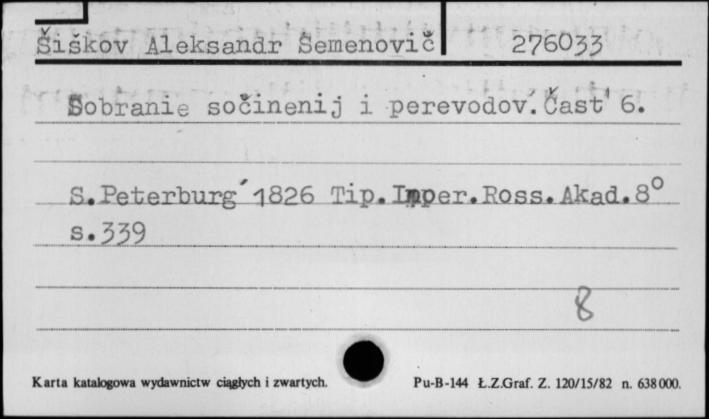 Šiškov Aleksandr Semenovič 276033
Sobranie sočinenij i perevodov. Čast' 6.
S.Peterburg 1826 Tip.Imper.Ross.Akad.8°
s.339
8
Karta katalogowa wydawnictw ciągłych i zwartych. Pu-B-144 Ł.Z.Graf. Z. 120/15/82 n. 638000.